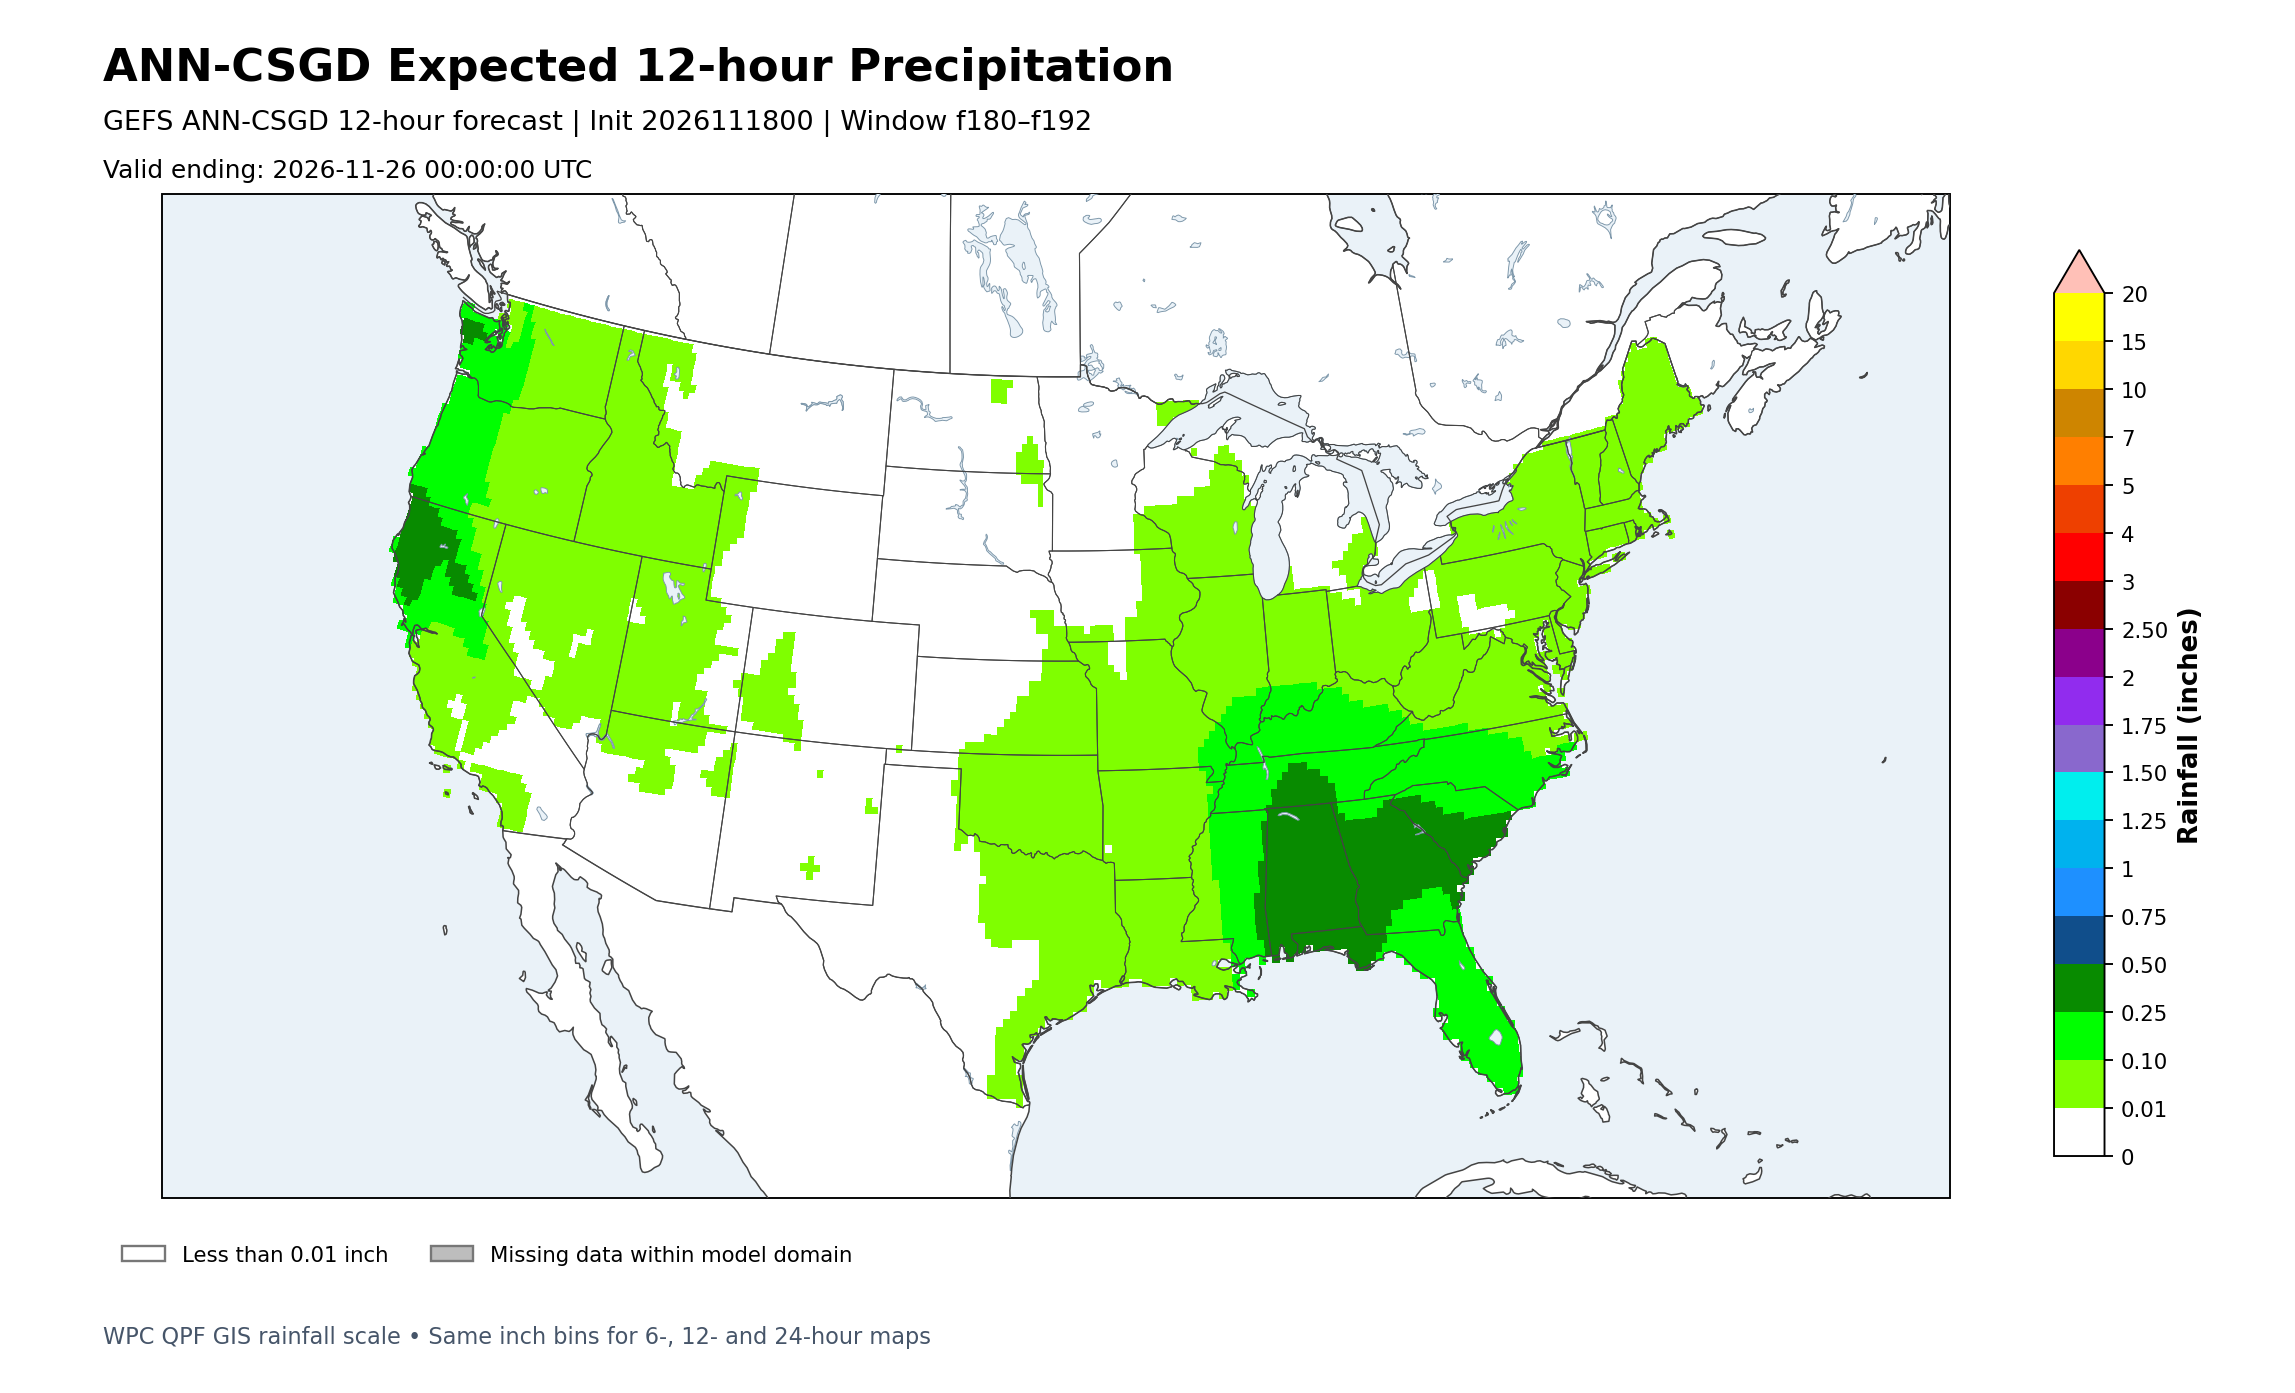 ANN-CSGD Expected 12-hour Precipitation
GEFS ANN-CSGD 12-hour forecast | Init 2026111800 | Window f180–f192
Valid ending: 2026-11-26 00:00:00 UTC
20
15
10
7
5
4
3
2.50
2
1.75
1.50
1.25
1
0.75
0.50
0.25
0.10
0.01
0
Rainfall (inches)
Less than 0.01 inch
Missing data within model domain
WPC QPF GIS rainfall scale • Same inch bins for 6-, 12- and 24-hour maps